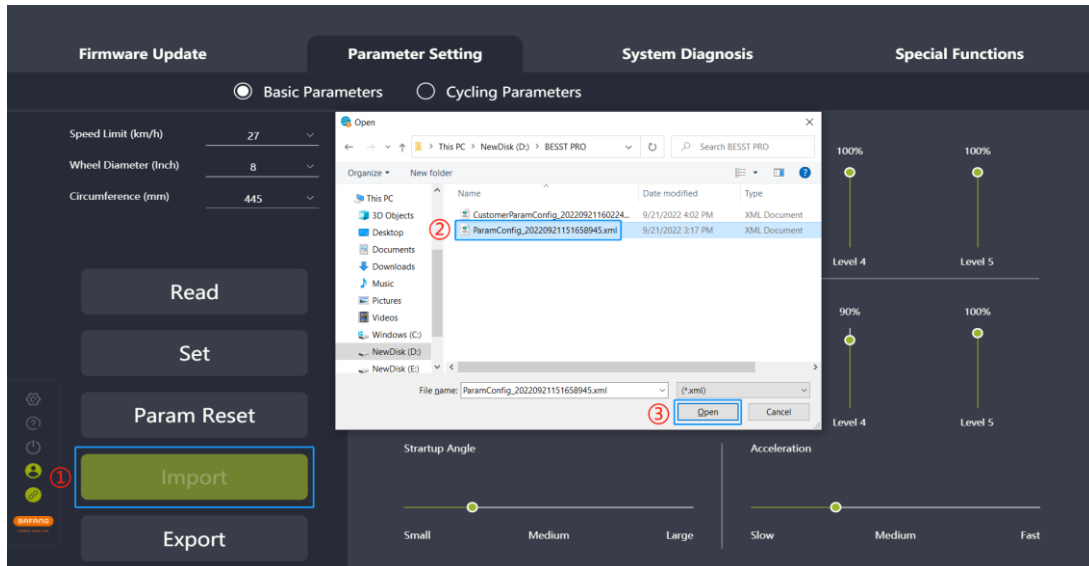 Firmware Update
Parameter Setting
System Diagnosis
Special Functions
Basic Parameters
Cycling Parameters
Speed Limit (km/h)
27
Wheel Diameter (Inch)
8
Circumference (mm)
445
Read
Set
Param Reset
①
Import
Export
BAFANG
Open
This PC > NewDisk (D:) > BESST PRO
Search BESST PRO
Organize
New folder
This PC
3D Objects
Desktop
Documents
Downloads
Music
Pictures
Videos
Windows (C:)
NewDisk (D:)
NewDisk (E:)
Name
Date modified
Type
CustomerParamConfig_20220921160224...
9/21/2022 4:02 PM
XML Document
②
ParamConfig_20220921151658945.xml
9/21/2022 3:17 PM
XML Document
File name:
ParamConfig_20220921151658945.xml
(*.xml)
③
Open
Cancel
100%
100%
Level 4
Level 5
90%
100%
Level 4
Level 5
Strartup Angle
Small
Medium
Large
Acceleration
Slow
Medium
Fast